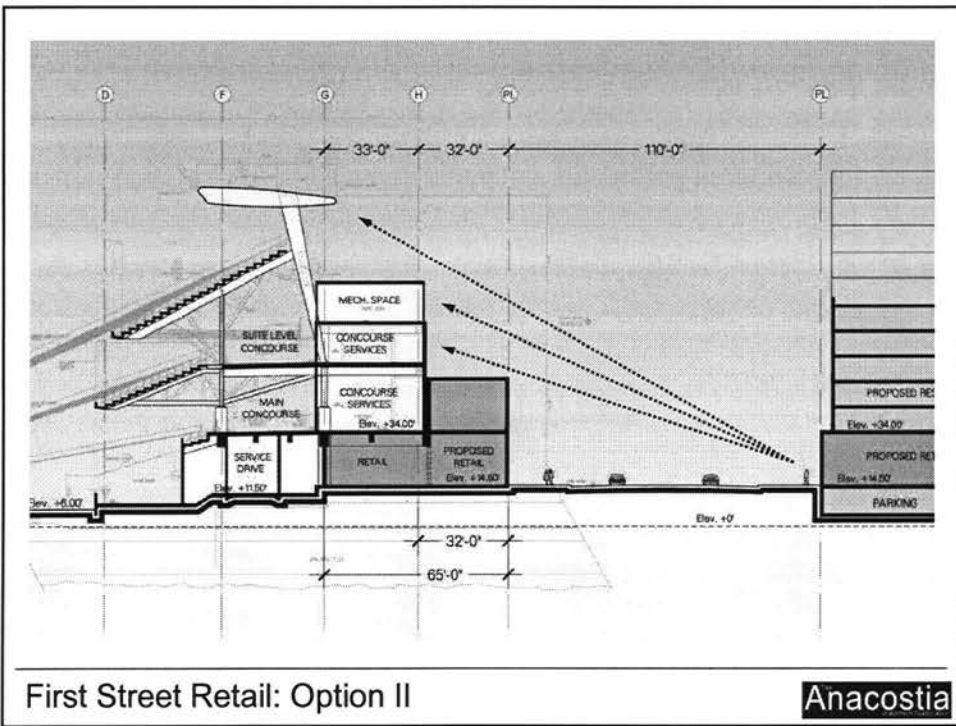 D F G H PL PL
33'-0" 32'-0" 110'-0"
MECH. SPACE
SUITE LEVEL
CONCOURSE
CONCOURSE
SERVICES
MAIN
CONCOURSE
CONCOURSE
SERVICES
Elev. +34.00'
PROPOSED RES
Elev. +34.00'
SERVICE
DRIVE
Elev. +11.50'
RETAIL
PROPOSED
RETAIL
Elev. +14.50'
PROPOSED RET
Elev. +14.50'
PARKING
Elev. +6.00'
Elev. +0'
32'-0"
65'-0"
First Street Retail: Option II
Anacostia